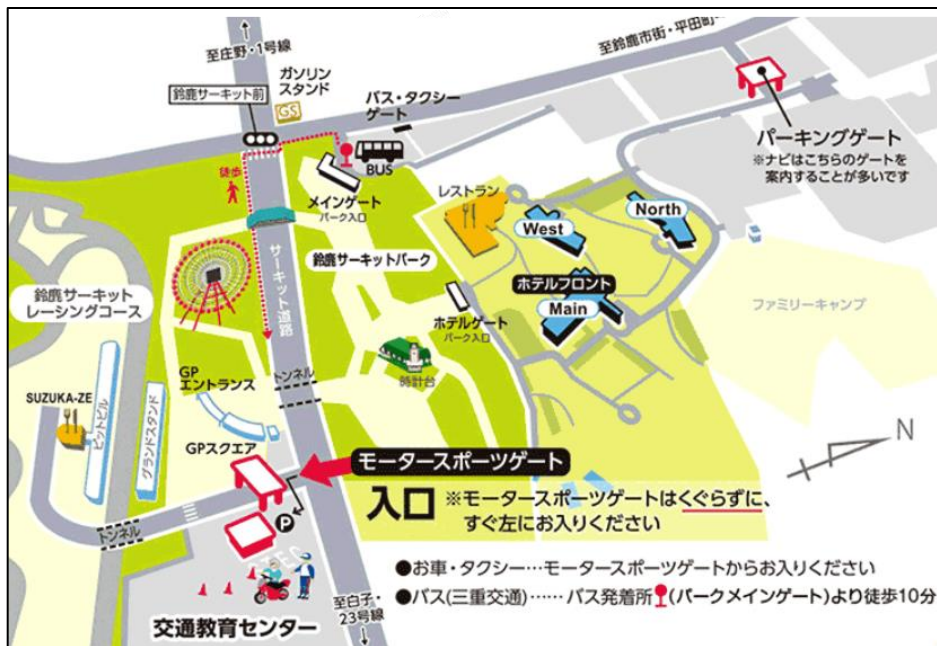 至庄野・1号線
至鈴鹿市街・平田町
ガソリン
スタンド
GS
鈴鹿サーキット前
バス・タクシー
ゲート
BUS
パーキングゲート
※ナビはこちらのゲートを
案内することが多いです
徒歩
メインゲート
パーク入口
レストラン
West
North
サーキット道路
鈴鹿サーキットパーク
ホテルフロント
Main
鈴鹿サーキット
レーシングコース
ホテルゲート
パーク入口
ファミリーキャンプ
時計台
GP
エントランス
トンネル
SUZUKA-ZE
ピットビル
グランドスタンド
GPスクエア
N
モータースポーツゲート
入口
※モータースポーツゲートはくぐらずに、
すぐ左にお入りください
P
トンネル
STEC
●お車・タクシー…モータースポーツゲートからお入りください
●バス(三重交通)……バス発着所(パークメインゲート)より徒歩10分
至白子・
23号線
交通教育センター